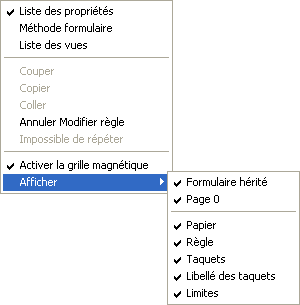 Liste des propriétés
Méthode formulaire
Liste des vues
Couper
Copier
Coller
Annuler Modifier règle
Impossible de répéter
Activer la grille magnétique
Afficher
Formulaire hérité
Page 0
Papier
Règle
Taquets
Libellé des taquets
Limites